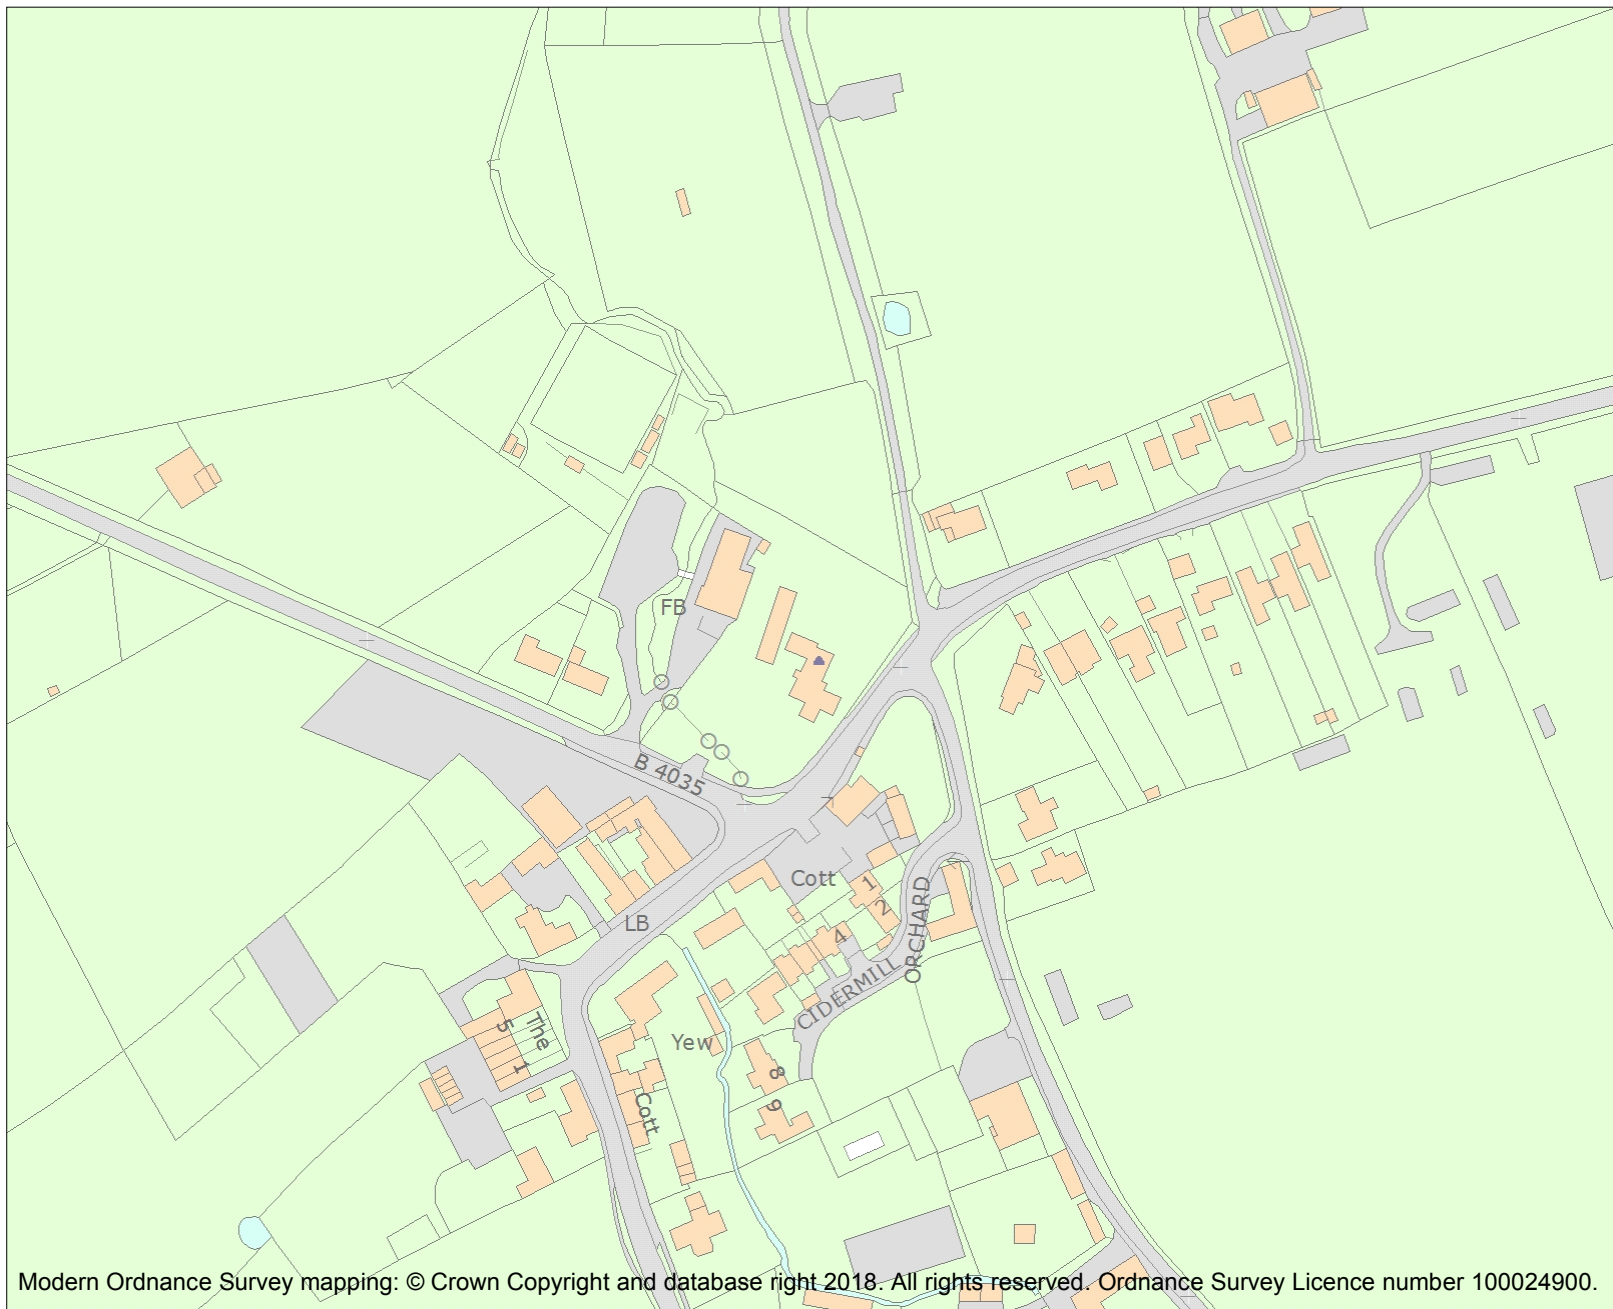 FB
B 4035
Cott
1
2
ORCHARD
LB
4
CIDERMILL
The
5
1
Yew
8
9
Cott
Modern Ordnance Survey mapping: © Crown Copyright and database right 2018. All rights reserved. Ordnance Survey Licence number 100024900.